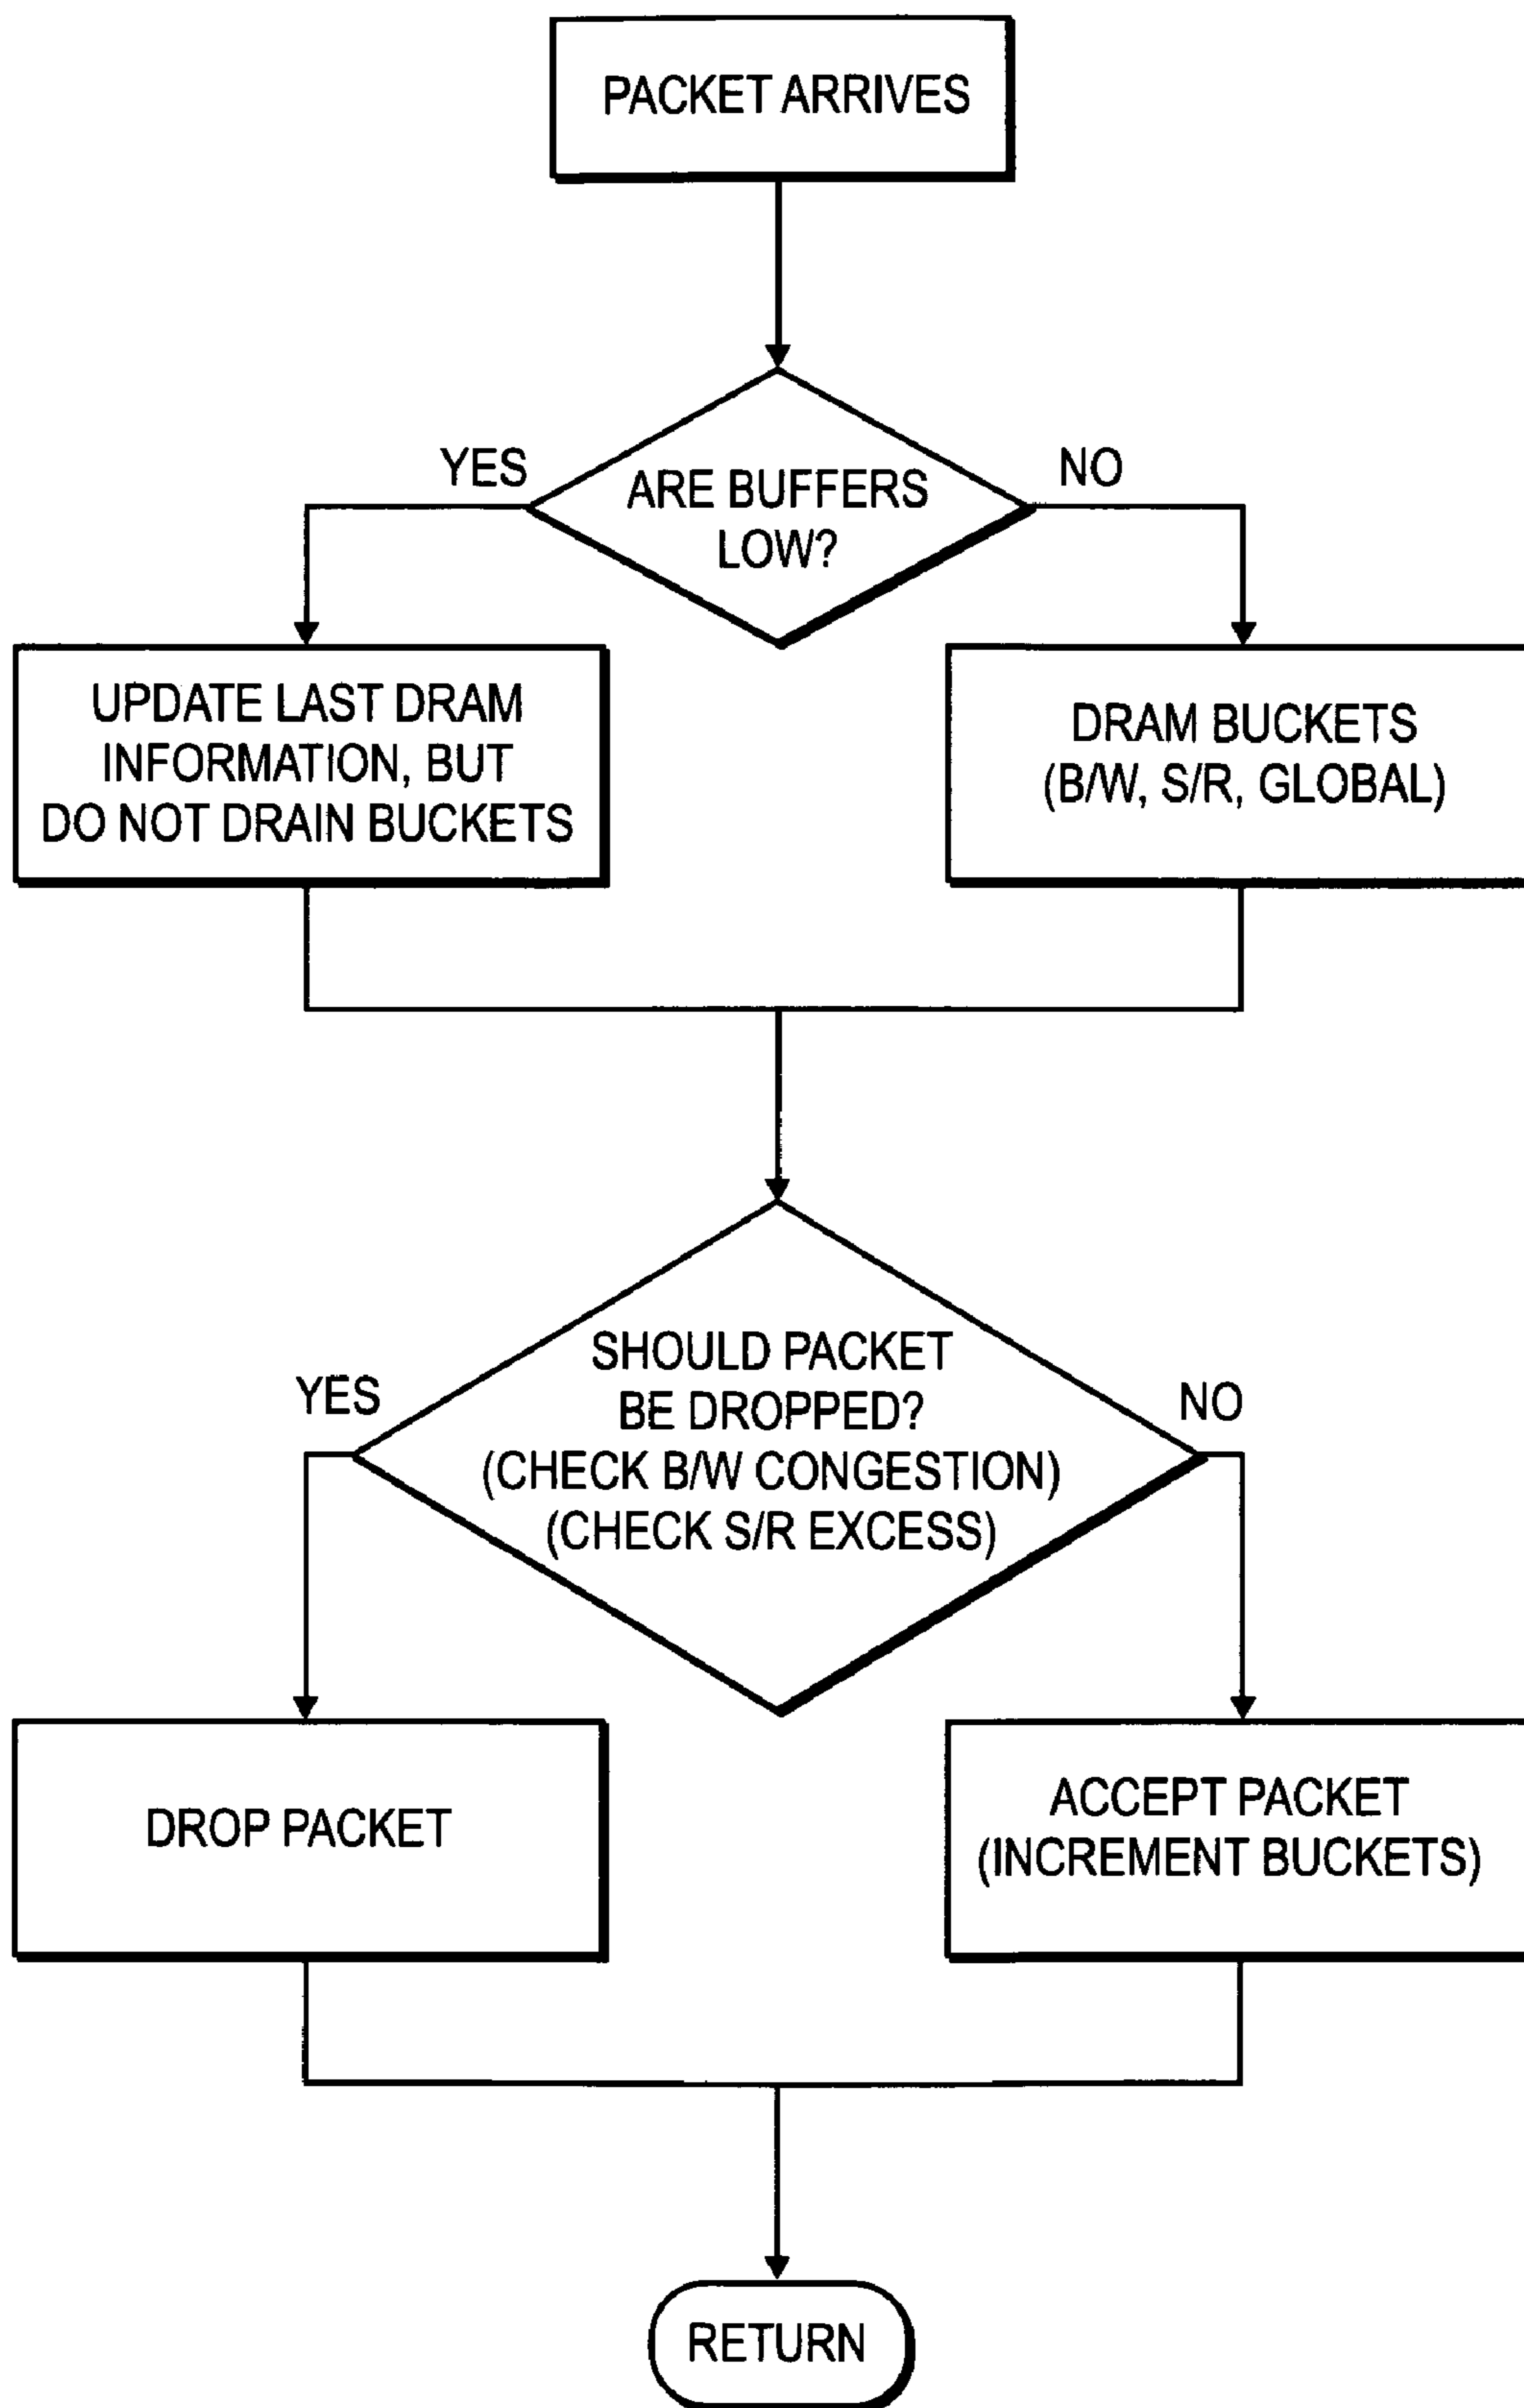 PACKET ARRIVES
YES
ARE BUFFERS
LOW?
NO
UPDATE LAST DRAM
INFORMATION, BUT
DO NOT DRAIN BUCKETS
DRAM BUCKETS
(B/W, S/R, GLOBAL)
SHOULD PACKET
BE DROPPED?
(CHECK B/W CONGESTION)
(CHECK S/R EXCESS)
YES
NO
DROP PACKET
ACCEPT PACKET
(INCREMENT BUCKETS)
RETURN